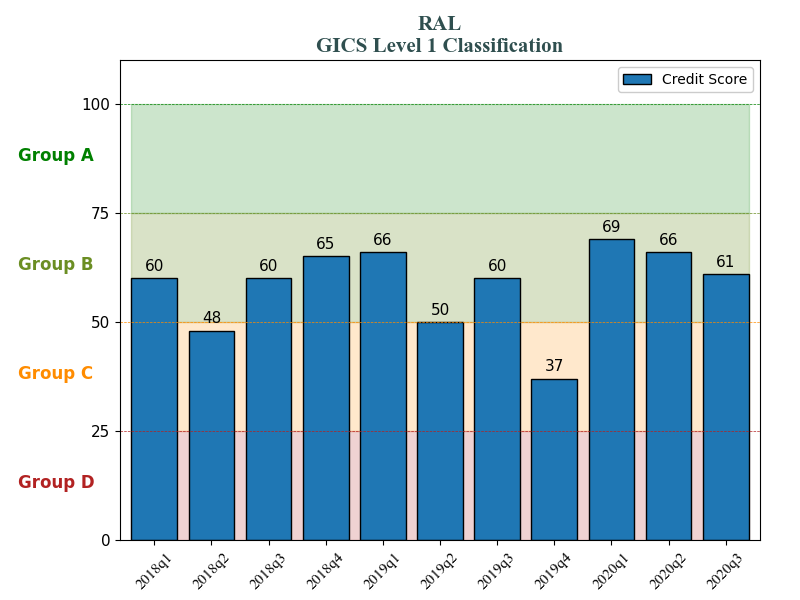 RAL
GICS Level 1 Classification
Credit Score
100
Group A
75
69
66
65
66
61
60
60
60
Group B
50
50
48
37
Group C
25
Group D
0
2018q1 2018q2 2018q3 2018q4 2019q1 2019q2 2019q3 2019q4 2020q1 2020q2 2020q3